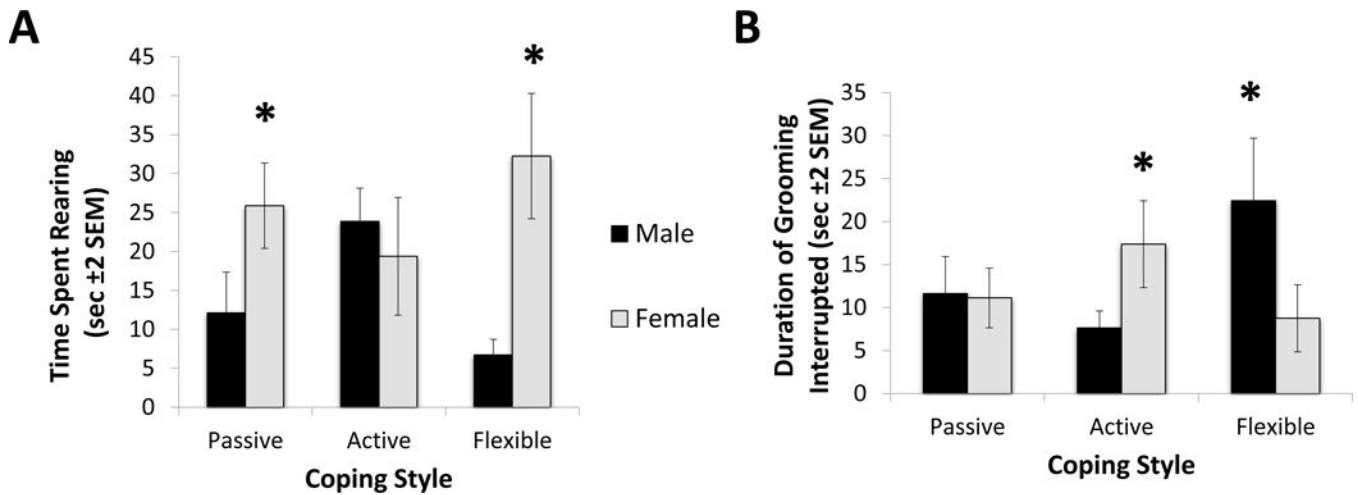 A
Time Spent Rearing
(sec ±2 SEM)
45
40
35
30
25
20
15
10
5
0
*
*
Passive
Active
Flexible
Coping Style
Male
Female
B
Duration of Grooming
Interrupted (sec ±2 SEM)
35
30
25
20
15
10
5
0
*
*
Passive
Active
Flexible
Coping Style